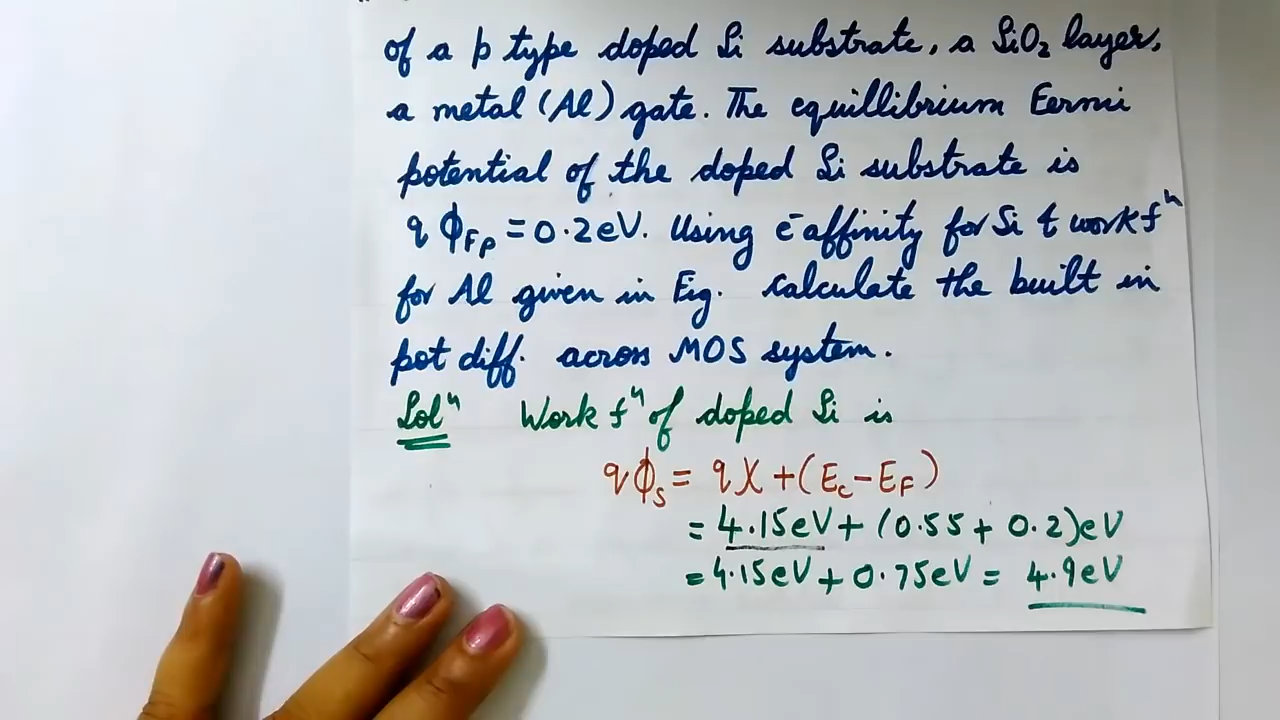 of a p type doped Si substrate, a SiO₂ layer,
a metal (Al) gate. The equillibrium Fermi
potential of the doped Si substrate is
qϕFp = 0.2eV. Using e⁻ affinity for Si & work fⁿ
for Al given in Fig. Calculate the built in
pot diff. across MOS system.
Solⁿ Work fⁿ of doped Si is
qϕs = qχ + (Ec - EF)
= 4.15eV + (0.55 + 0.2)eV
= 4.15eV + 0.75eV = 4.9eV